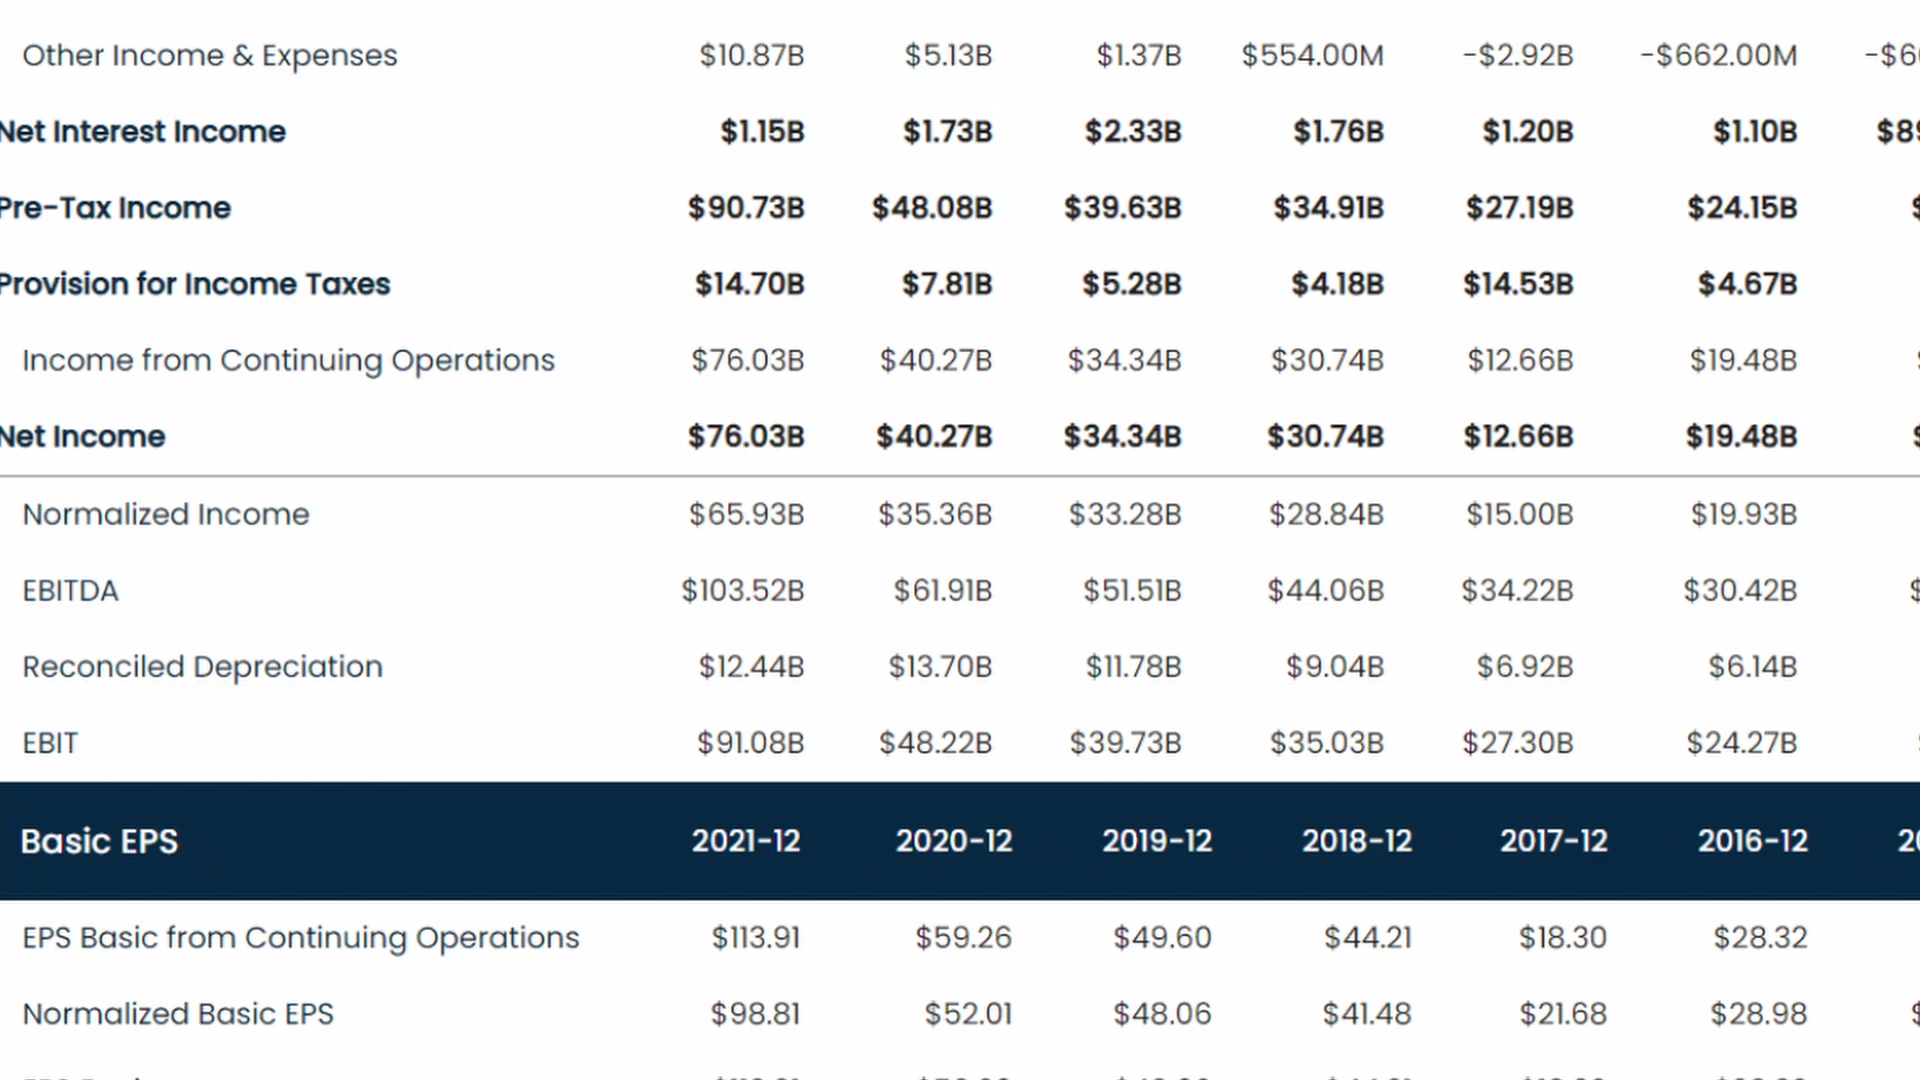 Other Income & Expenses $10.87B $5.13B $1.37B $554.00M -$2.92B -$662.00M
Net Interest Income $1.15B $1.73B $2.33B $1.76B $1.20B $1.10B
Pre-Tax Income $90.73B $48.08B $39.63B $34.91B $27.19B $24.15B
Provision for Income Taxes $14.70B $7.81B $5.28B $4.18B $14.53B $4.67B
Income from Continuing Operations $76.03B $40.27B $34.34B $30.74B $12.66B $19.48B
Net Income $76.03B $40.27B $34.34B $30.74B $12.66B $19.48B
Normalized Income $65.93B $35.36B $33.28B $28.84B $15.00B $19.93B
EBITDA $103.52B $61.91B $51.51B $44.06B $34.22B $30.42B
Reconciled Depreciation $12.44B $13.70B $11.78B $9.04B $6.92B $6.14B
EBIT $91.08B $48.22B $39.73B $35.03B $27.30B $24.27B
Basic EPS 2021-12 2020-12 2019-12 2018-12 2017-12 2016-12
EPS Basic from Continuing Operations $113.91 $59.26 $49.60 $44.21 $18.30 $28.32
Normalized Basic EPS $98.81 $52.01 $48.06 $41.48 $21.68 $28.98